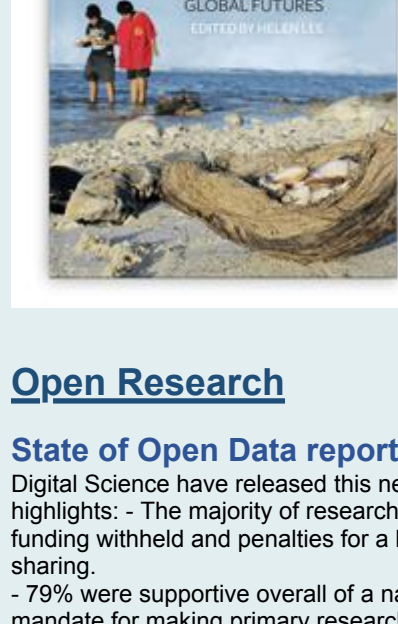 GLOBAL FUTURES
EDITED BY HELEN LEE
Open Research
State of Open Data report
Digital Science have released this ne
highlights: - The majority of research
funding withheld and penalties for a l
sharing.
- 79% were supportive overall of a na
mandate for making primary research